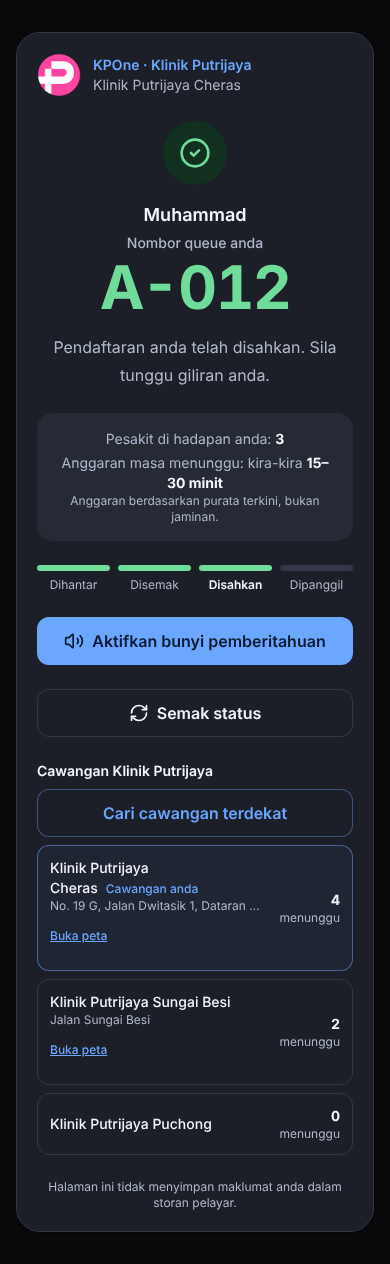 KPOne · Klinik Putrijaya
Klinik Putrijaya Cheras
Muhammad
Nombor queue anda
A-012
Pendaftaran anda telah disahkan. Sila
tunggu giliran anda.
Pesakit di hadapan anda: 3
Anggaran masa menunggu: kira-kira 15–
30 minit
Anggaran berdasarkan purata terkini, bukan
jaminan.
Dihantar
Disemak
Disahkan
Dipanggil
Aktifkan bunyi pemberitahuan
Semak status
Cawangan Klinik Putrijaya
Cari cawangan terdekat
Klinik Putrijaya
Cheras Cawangan anda
No. 19 G, Jalan Dwitasik 1, Dataran ...
Buka peta
4
menunggu
Klinik Putrijaya Sungai Besi
Jalan Sungai Besi
Buka peta
2
menunggu
Klinik Putrijaya Puchong
0
menunggu
Halaman ini tidak menyimpan maklumat anda dalam
storan pelayar.